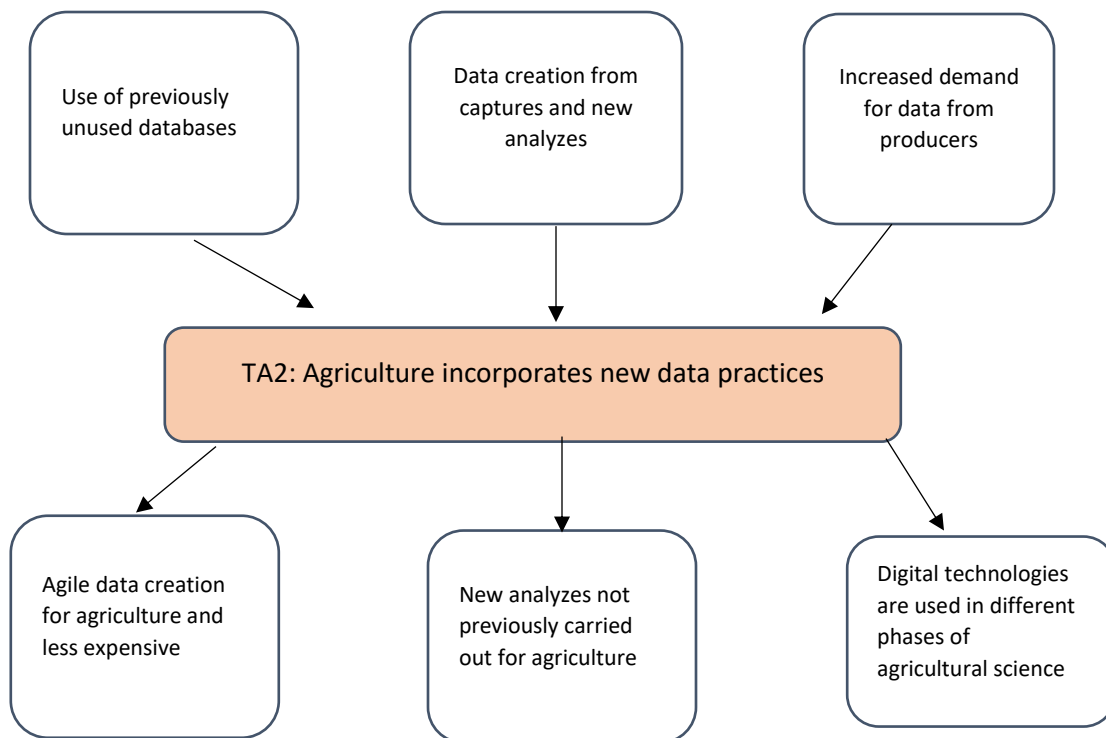 Use of previously
unused databases
Data creation from
captures and new
analyzes
Increased demand
for data from
producers
TA2: Agriculture incorporates new data practices
Agile data creation
for agriculture and
less expensive
New analyzes not
previously carried
out for agriculture
Digital technologies
are used in different
phases of
agricultural science